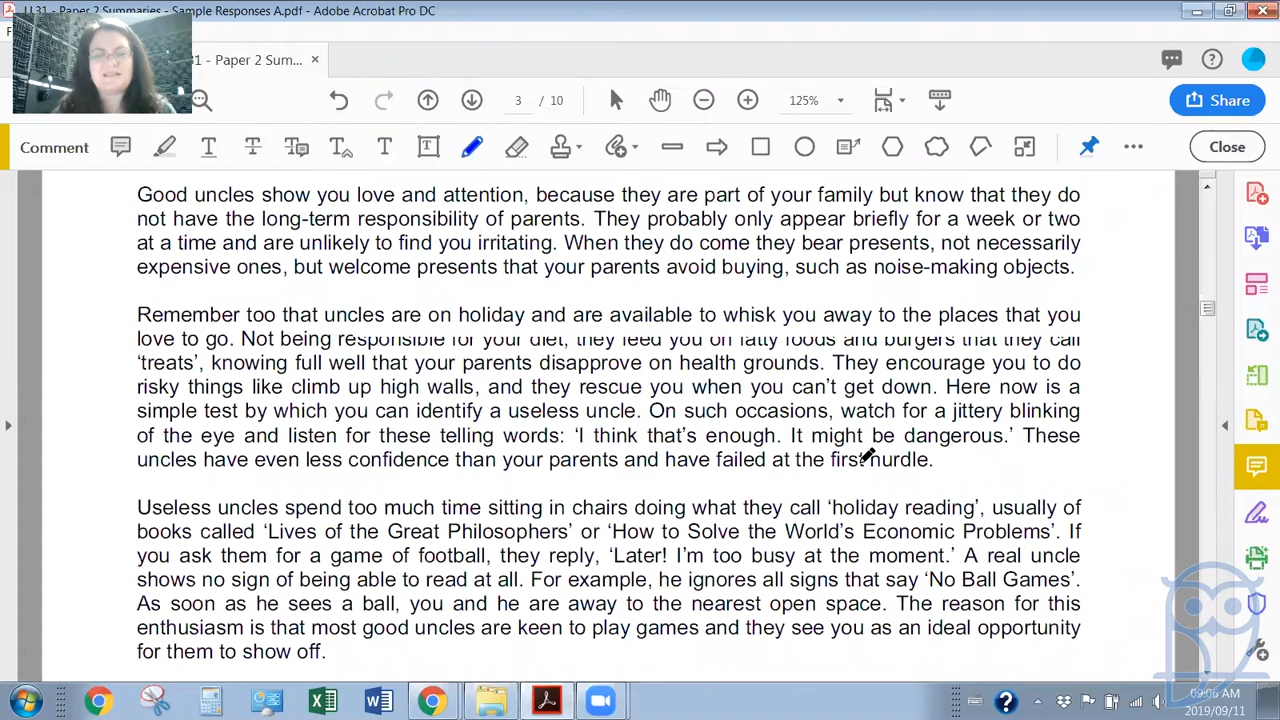 LL31 - Paper 2 Summaries - Sample Responses A.pdf - Adobe Acrobat Pro DC
31 - Paper 2 Sum...
3 / 10
125%
Share
Comment
Close
Good uncles show you love and attention, because they are part of your family but know that they do
not have the long-term responsibility of parents. They probably only appear briefly for a week or two
at a time and are unlikely to find you irritating. When they do come they bear presents, not necessarily
expensive ones, but welcome presents that your parents avoid buying, such as noise-making objects.
Remember too that uncles are on holiday and are available to whisk you away to the places that you
love to go. Not being responsible for your diet, they feed you on fatty foods and burgers that they call
‘treats’, knowing full well that your parents disapprove on health grounds. They encourage you to do
risky things like climb up high walls, and they rescue you when you can’t get down. Here now is a
simple test by which you can identify a useless uncle. On such occasions, watch for a jittery blinking
of the eye and listen for these telling words: ‘I think that’s enough. It might be dangerous.’ These
uncles have even less confidence than your parents and have failed at the first hurdle.
Useless uncles spend too much time sitting in chairs doing what they call ‘holiday reading’, usually of
books called ‘Lives of the Great Philosophers’ or ‘How to Solve the World’s Economic Problems’. If
you ask them for a game of football, they reply, ‘Later! I’m too busy at the moment.’ A real uncle
shows no sign of being able to read at all. For example, he ignores all signs that say ‘No Ball Games’.
As soon as he sees a ball, you and he are away to the nearest open space. The reason for this
enthusiasm is that most good uncles are keen to play games and they see you as an ideal opportunity
for them to show off.
09:06 AM
2019/09/11